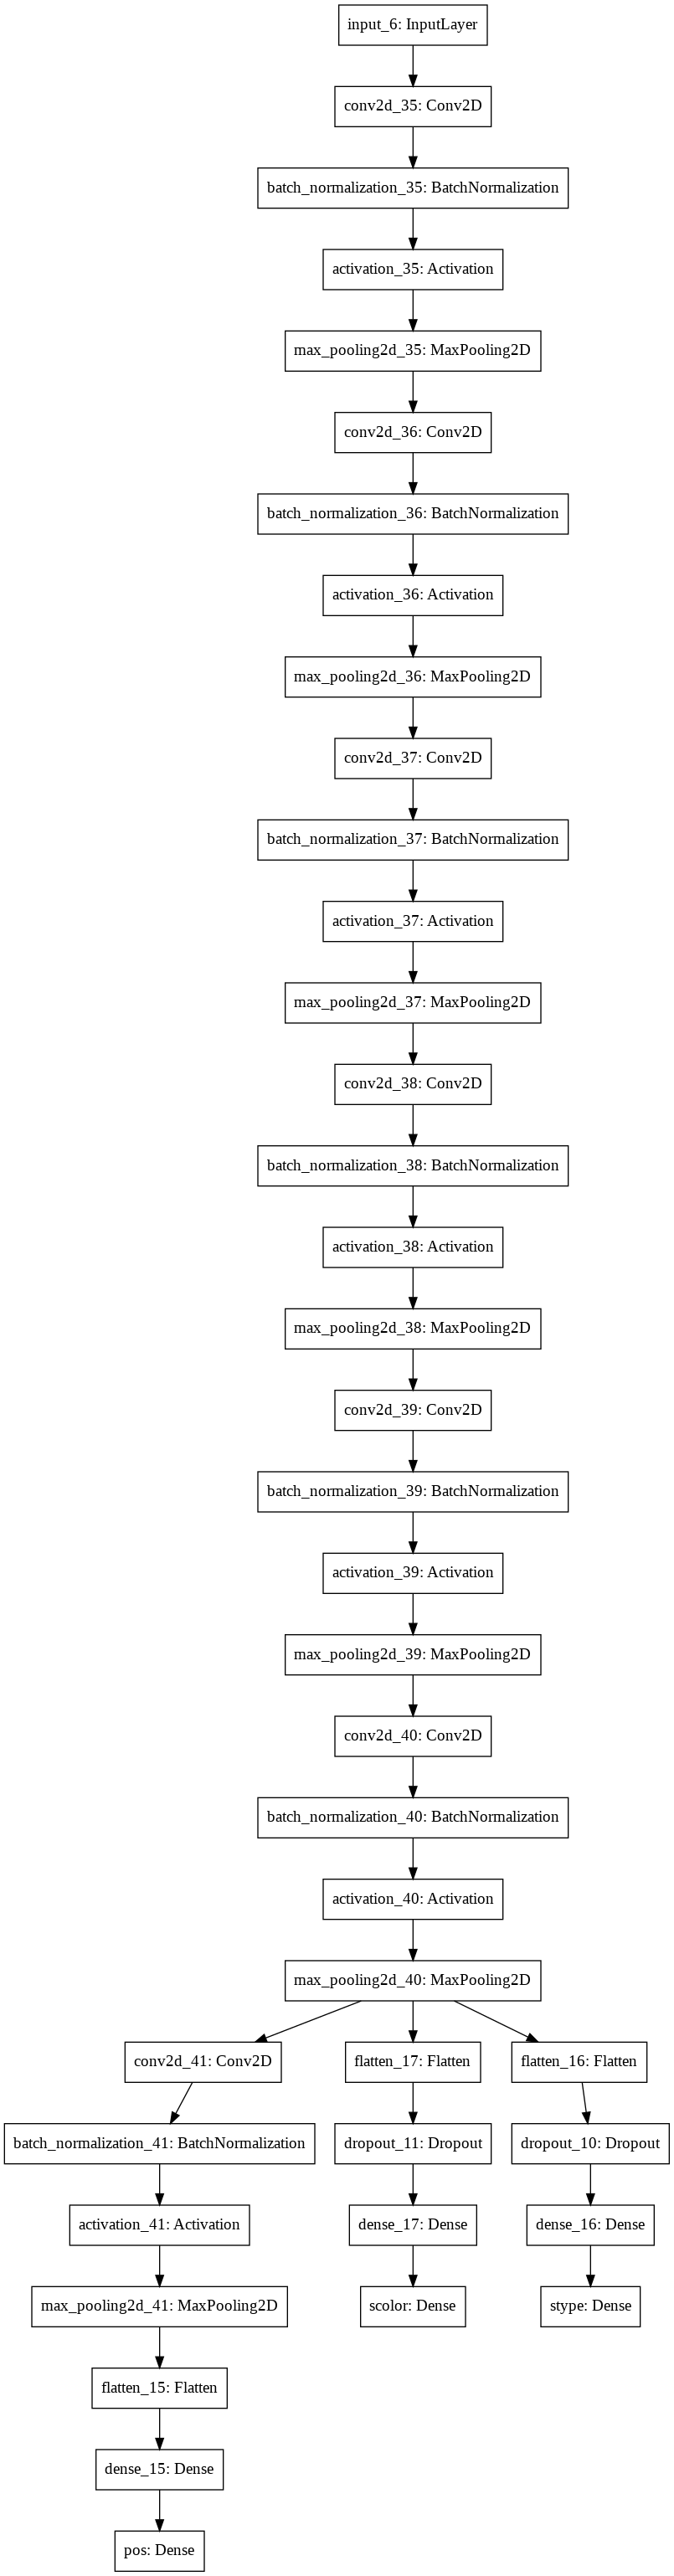 input_6: InputLayer
conv2d_35: Conv2D
batch_normalization_35: BatchNormalization
activation_35: Activation
max_pooling2d_35: MaxPooling2D
conv2d_36: Conv2D
batch_normalization_36: BatchNormalization
activation_36: Activation
max_pooling2d_36: MaxPooling2D
conv2d_37: Conv2D
batch_normalization_37: BatchNormalization
activation_37: Activation
max_pooling2d_37: MaxPooling2D
conv2d_38: Conv2D
batch_normalization_38: BatchNormalization
activation_38: Activation
max_pooling2d_38: MaxPooling2D
conv2d_39: Conv2D
batch_normalization_39: BatchNormalization
activation_39: Activation
max_pooling2d_39: MaxPooling2D
conv2d_40: Conv2D
batch_normalization_40: BatchNormalization
activation_40: Activation
max_pooling2d_40: MaxPooling2D
conv2d_41: Conv2D
flatten_17: Flatten
flatten_16: Flatten
batch_normalization_41: BatchNormalization
dropout_11: Dropout
dropout_10: Dropout
activation_41: Activation
dense_17: Dense
dense_16: Dense
max_pooling2d_41: MaxPooling2D
scolor: Dense
stype: Dense
flatten_15: Flatten
dense_15: Dense
pos: Dense